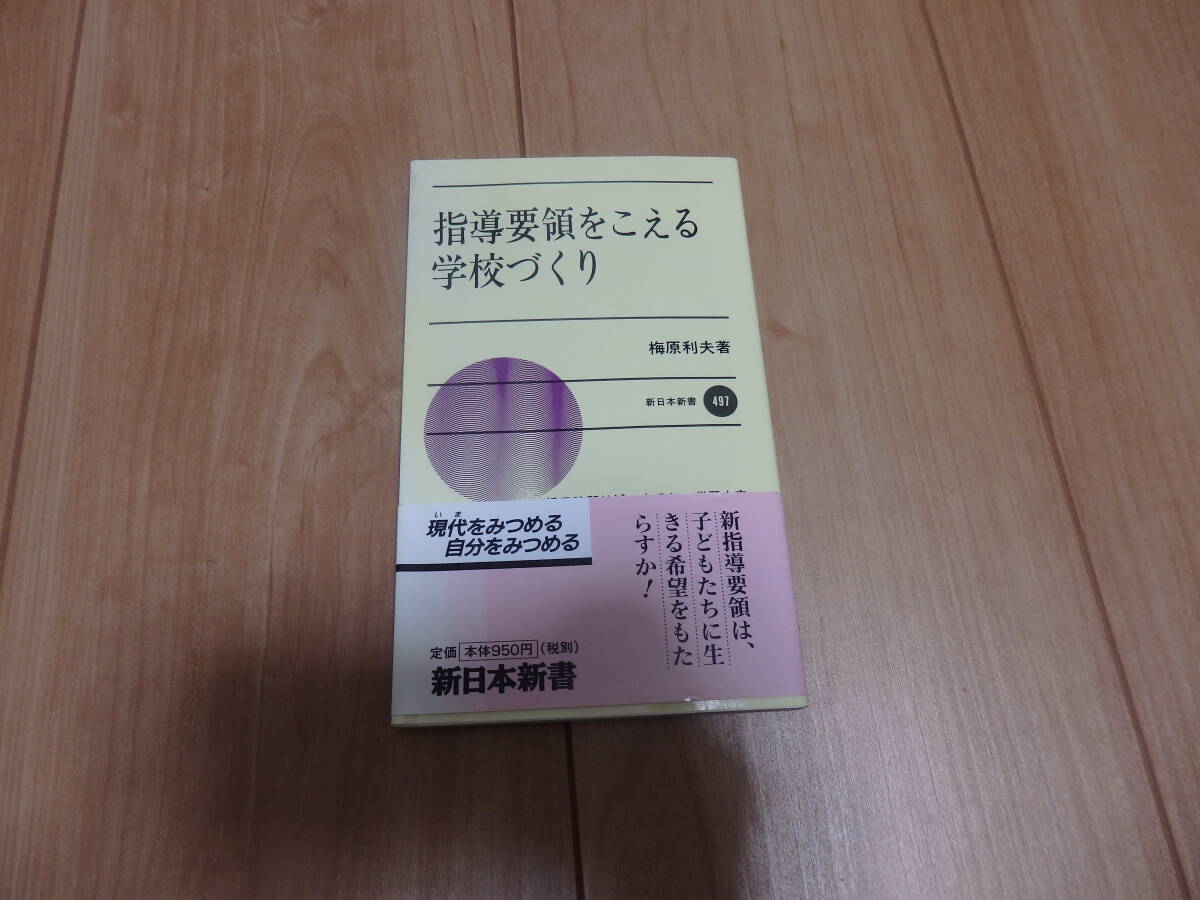 指導要領をこえる
学校づくり
梅原利夫著
新日本新書 497
いま
現代をみつめる
自分をみつめる
新指導要領は、
子どもたちに生
きる希望をもた
らすか!
定価 本体950円 (税別)
新日本新書